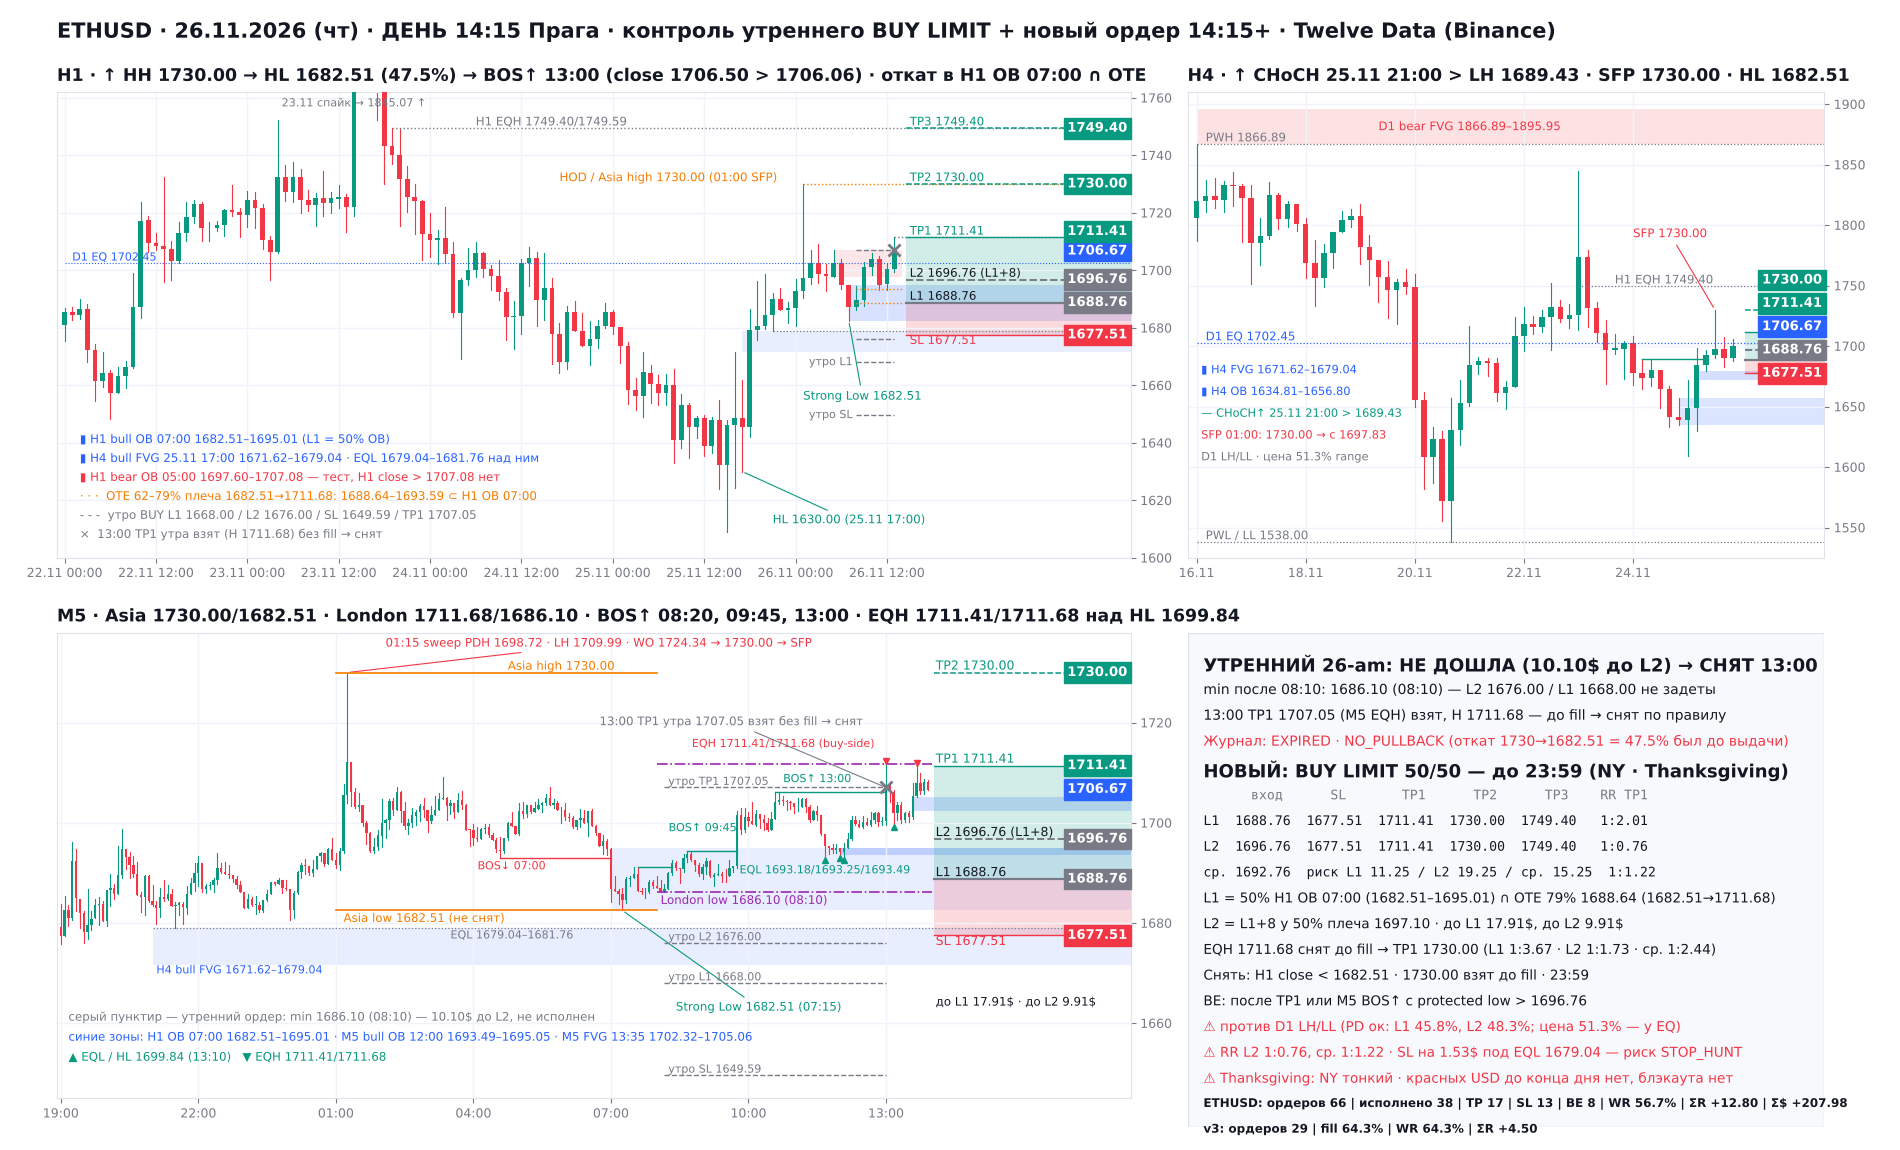 ETHUSD · 26.11.2026 (чт) · ДЕНЬ 14:15 Прага · контроль утреннего BUY LIMIT + новый ордер 14:15+ · Twelve Data (Binance)
H1 · ↑ HH 1730.00 → HL 1682.51 (47.5%) → BOS↑ 13:00 (close 1706.50 > 1706.06) · откат в H1 OB 07:00 ∩ OTE
23.11 спайк → 1845.07 ↑
H1 EQH 1749.40/1749.59
HOD / Asia high 1730.00 (01:00 SFP)
D1 EQ 1702.45
TP3 1749.40
TP2 1730.00
TP1 1711.41
L2 1696.76 (L1+8)
L1 1688.76
SL 1677.51
утро L1
Strong Low 1682.51
утро SL
HL 1630.00 (25.11 17:00)
1749.40
1730.00
1711.41
1706.67
1696.76
1688.76
1677.51
▮ H1 bull OB 07:00 1682.51–1695.01 (L1 = 50% OB)
▮ H4 bull FVG 25.11 17:00 1671.62–1679.04 · EQL 1679.04–1681.76 над ним
▮ H1 bear OB 05:00 1697.60–1707.08 — тест, H1 close > 1707.08 нет
· · · OTE 62–79% плеча 1682.51→1711.68: 1688.64–1693.59 ⊂ H1 OB 07:00
- - - утро BUY L1 1668.00 / L2 1676.00 / SL 1649.59 / TP1 1707.05
× 13:00 TP1 утра взят (H 1711.68) без fill → снят
1760
1740
1720
1700
1680
1660
1640
1620
1600
22.11 00:00 22.11 12:00 23.11 00:00 23.11 12:00 24.11 00:00 24.11 12:00 25.11 00:00 25.11 12:00 26.11 00:00 26.11 12:00
H4 · ↑ CHoCH 25.11 21:00 > LH 1689.43 · SFP 1730.00 · HL 1682.51
D1 bear FVG 1866.89–1895.95
PWH 1866.89
SFP 1730.00
H1 EQH 1749.40
D1 EQ 1702.45
▮ H4 FVG 1671.62–1679.04
▮ H4 OB 1634.81–1656.80
— CHoCH↑ 25.11 21:00 > 1689.43
SFP 01:00: 1730.00 → c 1697.83
D1 LH/LL · цена 51.3% range
PWL / LL 1538.00
1730.00
1711.41
1706.67
1688.76
1677.51
1900
1850
1800
1750
1700
1650
1600
1550
16.11 18.11 20.11 22.11 24.11
M5 · Asia 1730.00/1682.51 · London 1711.68/1686.10 · BOS↑ 08:20, 09:45, 13:00 · EQH 1711.41/1711.68 над HL 1699.84
01:15 sweep PDH 1698.72 · LH 1709.99 · WO 1724.34 → 1730.00 → SFP
Asia high 1730.00
TP2 1730.00
13:00 TP1 утра 1707.05 взят без fill → снят
EQH 1711.41/1711.68 (buy-side)
TP1 1711.41
утро TP1 1707.05
BOS↑ 13:00
BOS↑ 09:45
L2 1696.76 (L1+8)
BOS↓ 07:00
EQL 1693.18/1693.25/1693.49
L1 1688.76
London low 1686.10 (08:10)
Asia low 1682.51 (не снят)
EQL 1679.04–1681.76
утро L2 1676.00
SL 1677.51
H4 bull FVG 1671.62–1679.04
утро L1 1668.00
Strong Low 1682.51 (07:15)
до L1 17.91$ · до L2 9.91$
серый пунктир — утренний ордер: min 1686.10 (08:10) — 10.10$ до L2, не исполнен
синие зоны: H1 OB 07:00 1682.51–1695.01 · M5 bull OB 12:00 1693.49–1695.05 · M5 FVG 13:35 1702.32–1705.06
▲ EQL / HL 1699.84 (13:10) ▼ EQH 1711.41/1711.68
утро SL 1649.59
1730.00
1711.41
1706.67
1696.76
1688.76
1677.51
1720
1700
1680
1660
19:00 22:00 01:00 04:00 07:00 10:00 13:00
УТРЕННИЙ 26-am: НЕ ДОШЛА (10.10$ до L2) → СНЯТ 13:00
min после 08:10: 1686.10 (08:10) — L2 1676.00 / L1 1668.00 не задеты
13:00 TP1 1707.05 (M5 EQH) взят, H 1711.68 — до fill → снят по правилу
Журнал: EXPIRED · NO_PULLBACK (откат 1730→1682.51 = 47.5% был до выдачи)
НОВЫЙ: BUY LIMIT 50/50 — до 23:59 (NY · Thanksgiving)
вход SL TP1 TP2 TP3 RR TP1
L1 1688.76 1677.51 1711.41 1730.00 1749.40 1:2.01
L2 1696.76 1677.51 1711.41 1730.00 1749.40 1:0.76
ср. 1692.76 риск L1 11.25 / L2 19.25 / ср. 15.25 1:1.22
L1 = 50% H1 OB 07:00 (1682.51–1695.01) ∩ OTE 79% 1688.64 (1682.51→1711.68)
L2 = L1+8 у 50% плеча 1697.10 · до L1 17.91$, до L2 9.91$
EQH 1711.68 снят до fill → TP1 1730.00 (L1 1:3.67 · L2 1:1.73 · ср. 1:2.44)
Снять: H1 close < 1682.51 · 1730.00 взят до fill · 23:59
BE: после TP1 или M5 BOS↑ с protected low > 1696.76
⚠ против D1 LH/LL (PD ок: L1 45.8%, L2 48.3%; цена 51.3% — у EQ)
⚠ RR L2 1:0.76, ср. 1:1.22 · SL на 1.53$ под EQL 1679.04 — риск STOP_HUNT
⚠ Thanksgiving: NY тонкий · красных USD до конца дня нет, блэкаута нет
ETHUSD: ордеров 66 | исполнено 38 | TP 17 | SL 13 | BE 8 | WR 56.7% | ΣR +12.80 | Σ$ +207.98
v3: ордеров 29 | fill 64.3% | WR 64.3% | ΣR +4.50